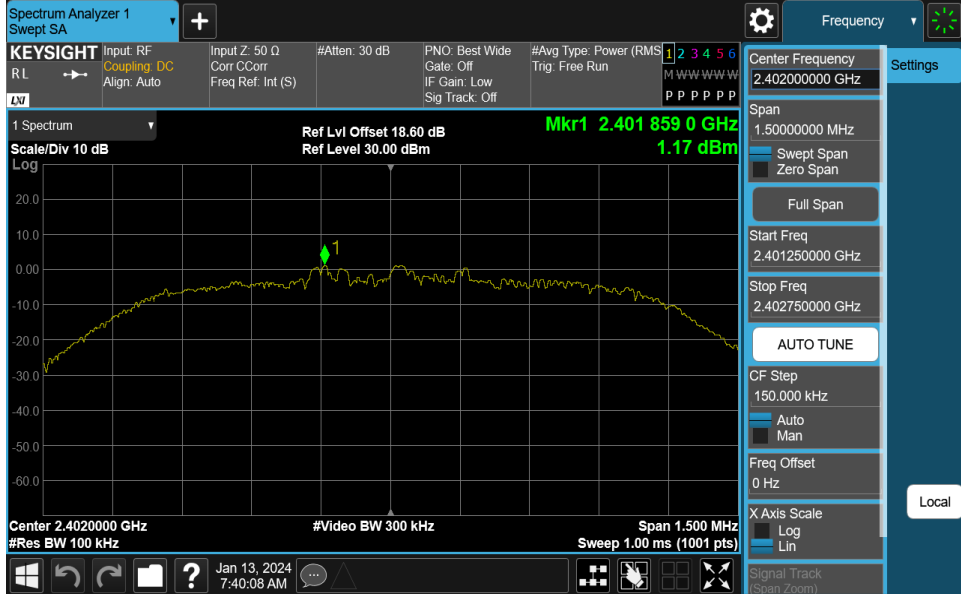 Spectrum Analyzer 1
Swept SA
+
Frequency
KEYSIGHT
R L
LXI
Input: RF
Coupling: DC
Align: Auto
Input Z: 50 Ω
Corr CCorr
Freq Ref: Int (S)
#Atten: 30 dB
PNO: Best Wide
Gate: Off
IF Gain: Low
Sig Track: Off
#Avg Type: Power (RMS
Trig: Free Run
1 2 3 4 5 6
M W W W W W
P P P P P P
1 Spectrum
Scale/Div 10 dB
Log
Ref Lvl Offset 18.60 dB
Ref Level 30.00 dBm
Mkr1 2.401 859 0 GHz
1.17 dBm
1
20.0
10.0
0.00
-10.0
-20.0
-30.0
-40.0
-50.0
-60.0
Center 2.4020000 GHz
#Res BW 100 kHz
#Video BW 300 kHz
Span 1.500 MHz
Sweep 1.00 ms (1001 pts)
?
Jan 13, 2024
7:40:08 AM
Center Frequency
2.402000000 GHz
Span
1.50000000 MHz
Swept Span
Zero Span
Full Span
Start Freq
2.401250000 GHz
Stop Freq
2.402750000 GHz
AUTO TUNE
CF Step
150.000 kHz
Auto
Man
Freq Offset
0 Hz
X Axis Scale
Log
Lin
Signal Track
(Span Zoom)
Settings
Local